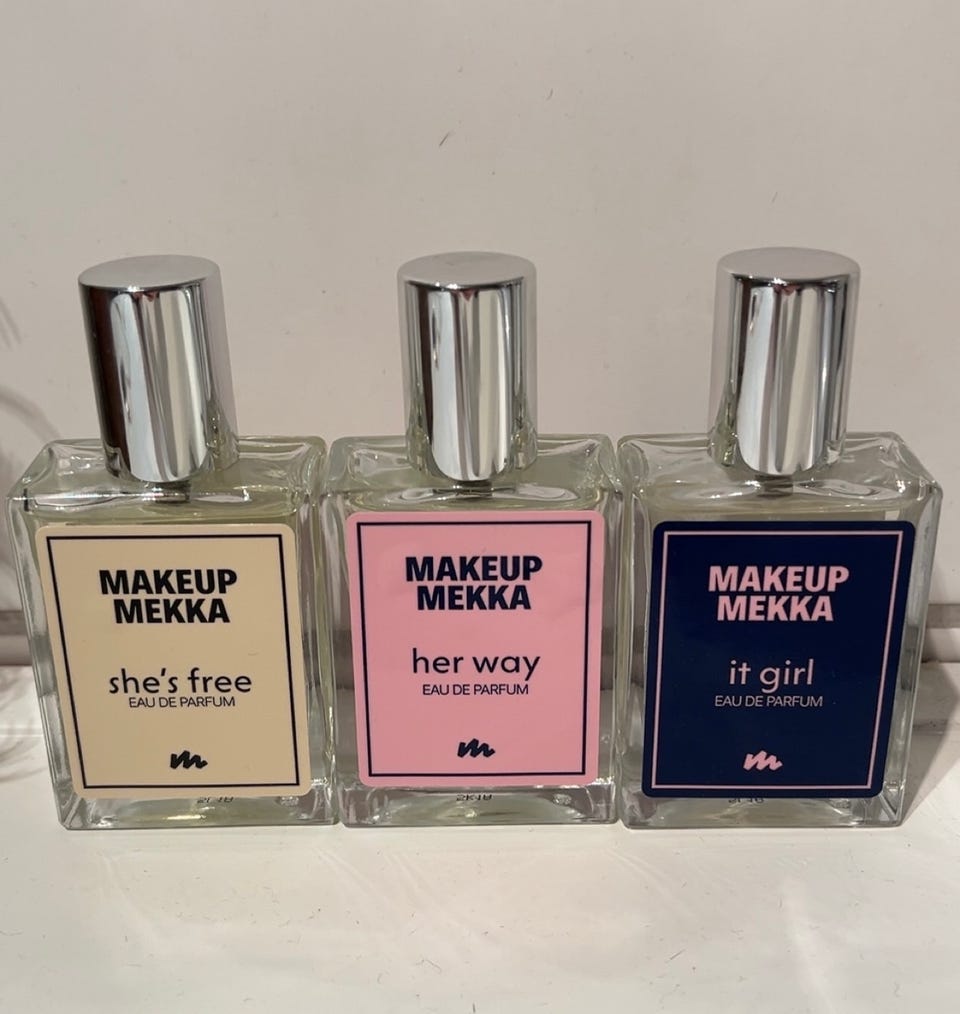 MAKEUP
MEKKA
she's free
EAU DE PARFUM
MAKEUP
MEKKA
her way
EAU DE PARFUM
MAKEUP
MEKKA
it girl
EAU DE PARFUM